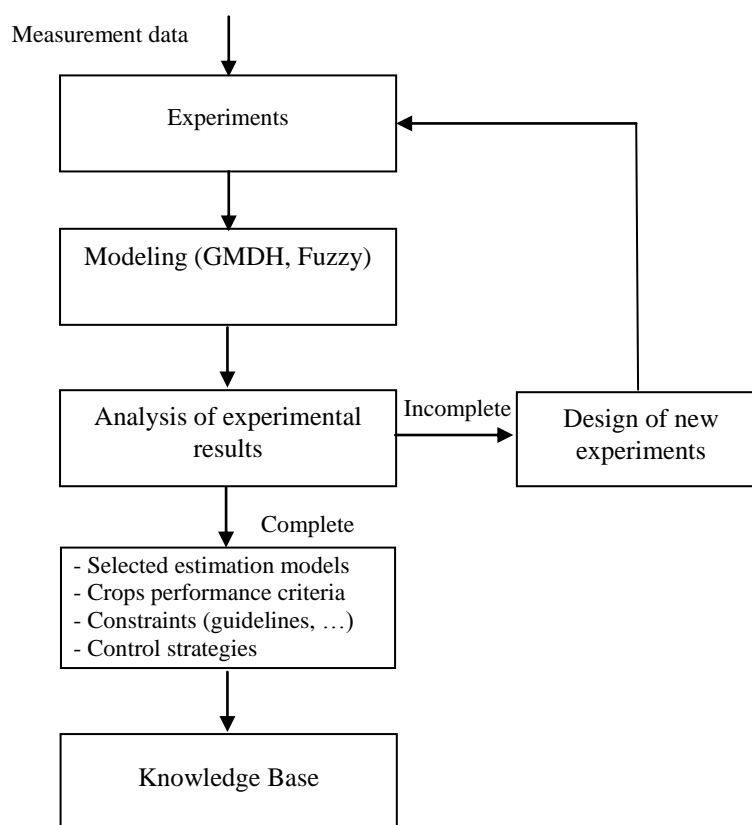 Measurement data
Experiments
Modeling (GMDH, Fuzzy)
Analysis of experimental
results
Incomplete
Design of new
experiments
Complete
- Selected estimation models
- Crops performance criteria
- Constraints (guidelines, …)
- Control strategies
Knowledge Base